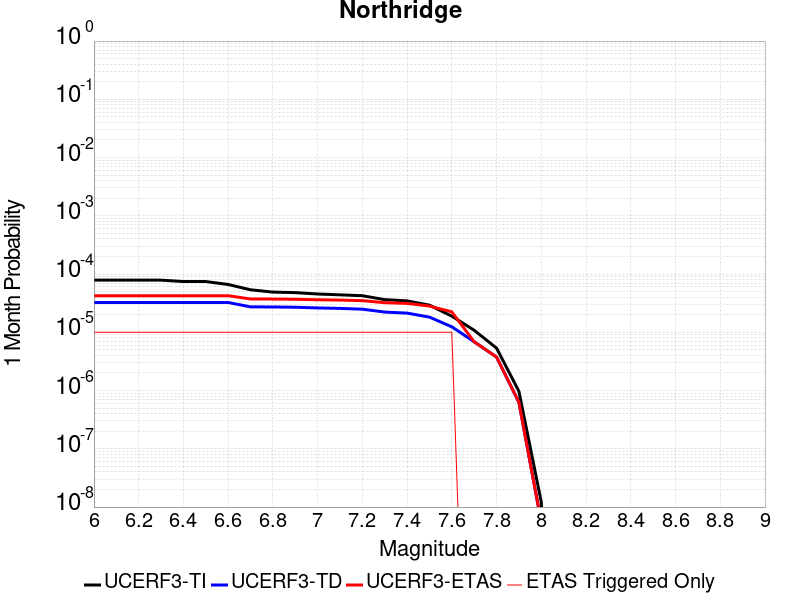 Northridge
10^0
10^-1
10^-2
10^-3
10^-4
10^-5
10^-6
10^-7
10^-8
1 Month Probability
6 6.2 6.4 6.6 6.8 7 7.2 7.4 7.6 7.8 8 8.2 8.4 8.6 8.8 9
Magnitude
UCERF3-TI UCERF3-TD UCERF3-ETAS ETAS Triggered Only